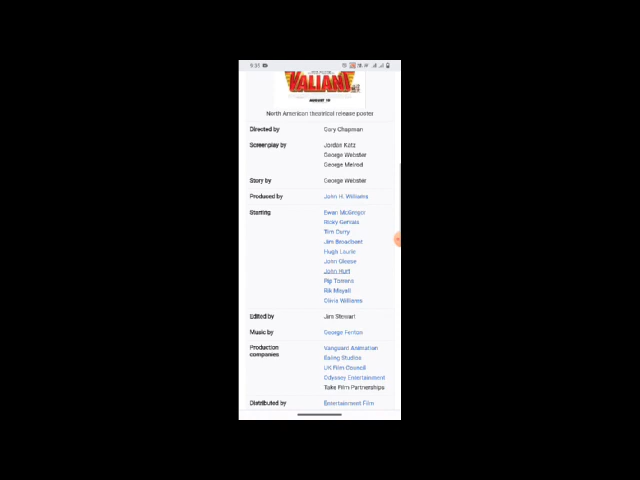 VALIANT
North American theatrical release poster
Directed by Gary Chapman
Screenplay by Jordan Katz
George Webster
George Melrod
Story by George Webster
Produced by John H. Williams
Starring Ewan McGregor
Ricky Gervais
Tim Curry
Jim Broadbent
Hugh Laurie
John Cleese
John Hurt
Pip Torrens
Rik Mayall
Olivia Williams
Edited by Jim Stewart
Music by George Fenton
Production companies Vanguard Animation
Ealing Studios
UK Film Council
Odyssey Entertainment
Take Film Partnerships
Distributed by Entertainment Film